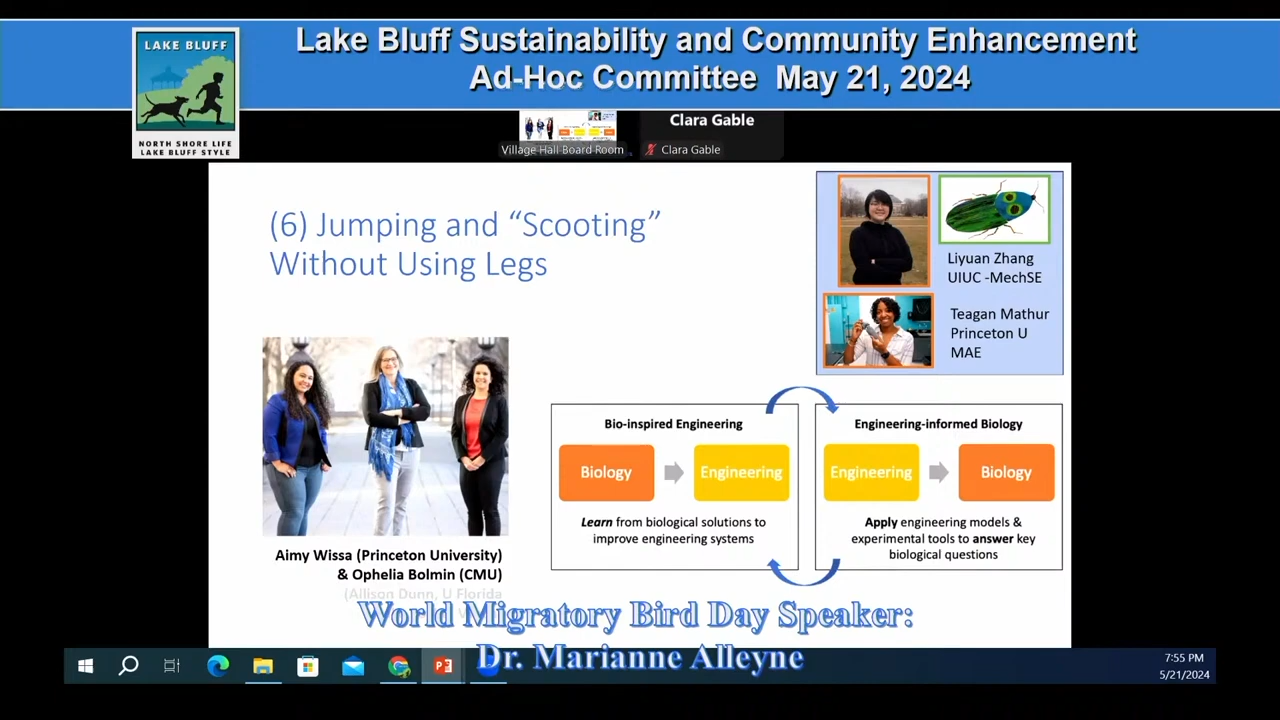 LAKE BLUFF
NORTH SHORE LIFE
LAKE BLUFF STYLE
Lake Bluff Sustainability and Community Enhancement
Ad-Hoc Committee May 21, 2024
Village Hall Board Room
Clara Gable
Clara Gable
(6) Jumping and “Scooting”
Without Using Legs
Liyuan Zhang
UIUC -MechSE
Teagan Mathur
Princeton U
MAE
Aimy Wissa (Princeton University)
& Ophelia Bolmin (CMU)
(Allison Dunn, U Florida
Bio-inspired Engineering
Biology
Engineering
Learn from biological solutions to
improve engineering systems
Engineering-informed Biology
Engineering
Biology
Apply engineering models &
experimental tools to answer key
biological questions
World Migratory Bird Day Speaker:
Dr. Marianne Alleyne
7:55 PM
5/21/2024